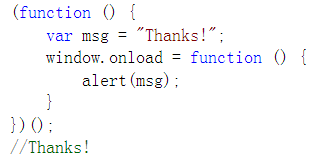 (function () {
    var msg = "Thanks!";
    window.onload = function () {
        alert(msg);
    }
})();
//Thanks!